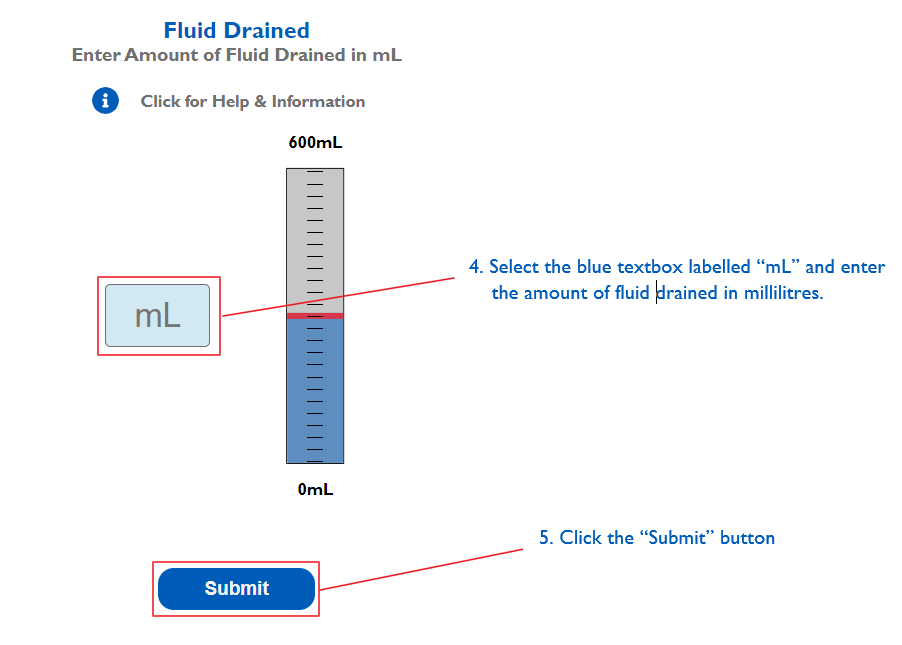 Fluid Drained
Enter Amount of Fluid Drained in mL
Click for Help & Information
600mL
mL
4. Select the blue textbox labelled “mL” and enter
the amount of fluid drained in millilitres.
0mL
5. Click the “Submit” button
Submit